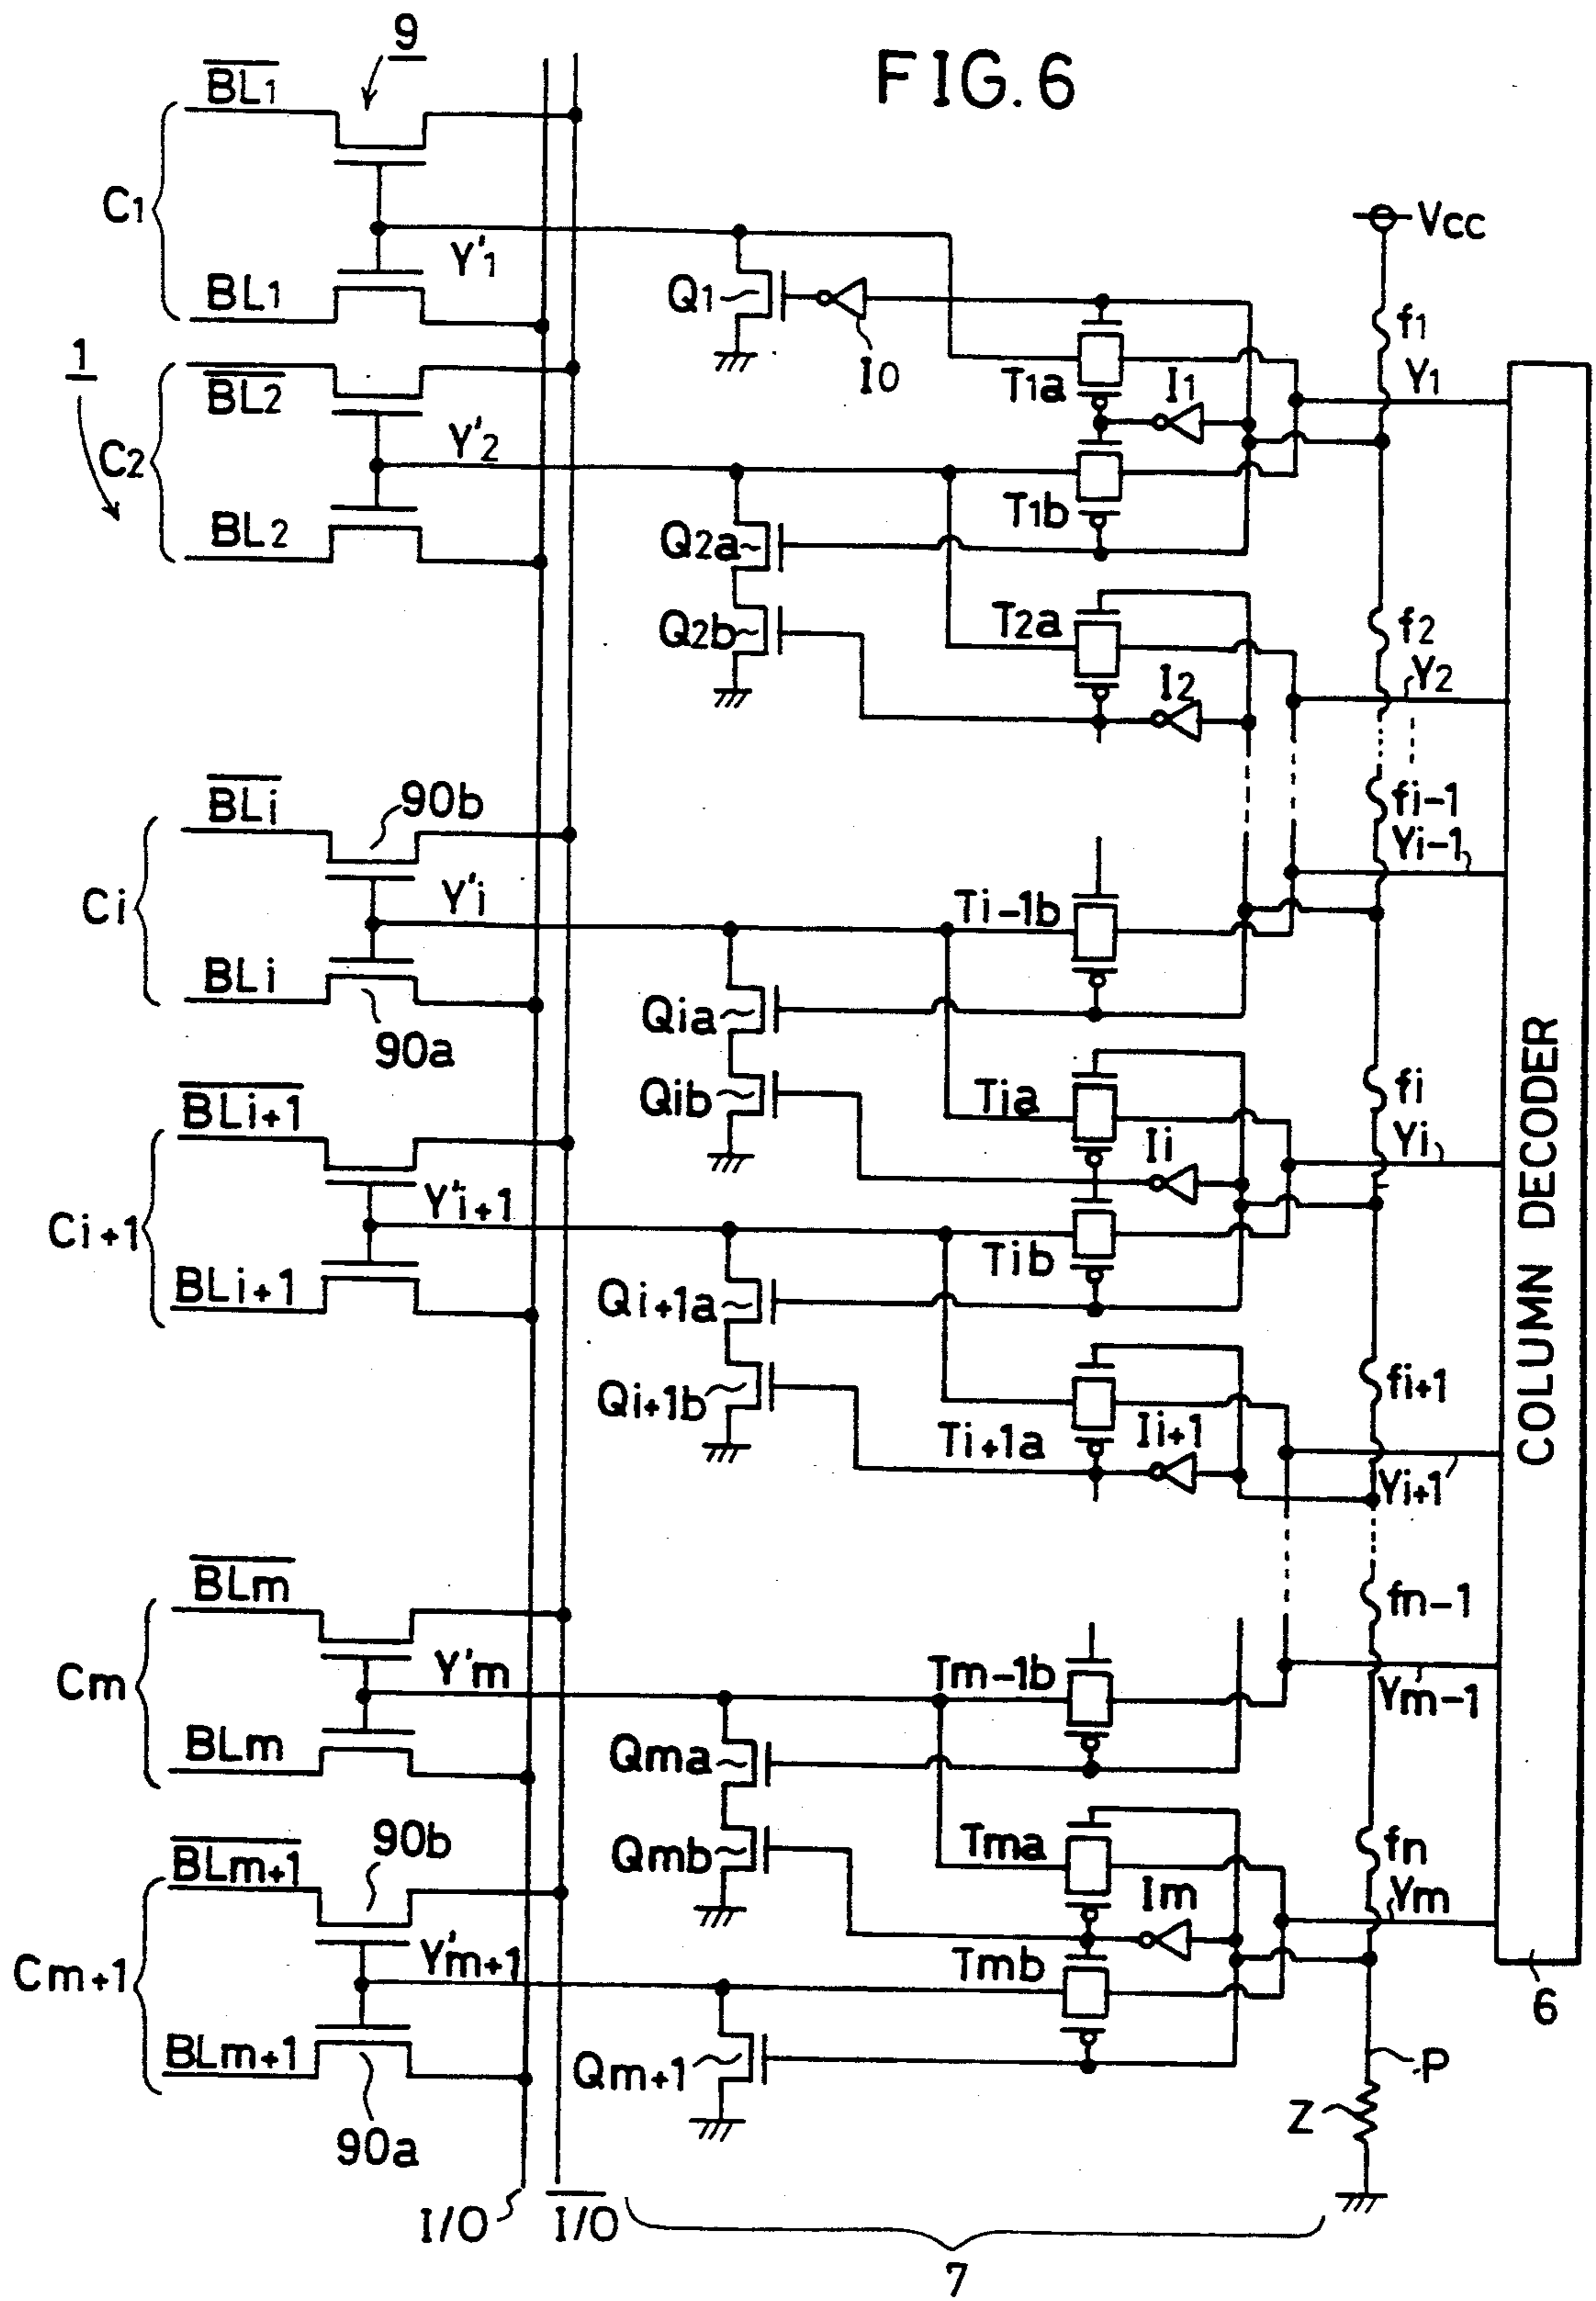 FIG. 6
9
BL1
C1
Y'1
BL1
Q1
I0
T1a
I1
Vcc
f1
Y1
1
BL2
C2
Y'2
BL2
Q2a
Q2b
T1b
T2a
I2
f2
Y2
fi-1
Yi-1
BLi
90b
Ci
Y'i
BLi
90a
Ti-1b
Qia
Qib
Tia
Ii
fi
Yi
BLi+1
Ci+1
Y'i+1
BLi+1
Tib
Qi+1a
Qi+1b
Ti+1a
Ii+1
fi+1
Yi+1
COLUMN DECODER
fn-1
BLm
Cm
Y'm
BLm
Tm-1b
Ym-1
Qma
Qmb
Tma
Im
fn
Ym
BLm+1
90b
Cm+1
Y'm+1
BLm+1
90a
Tmb
Qm+1
6
P
Z
I/O
I/O
7